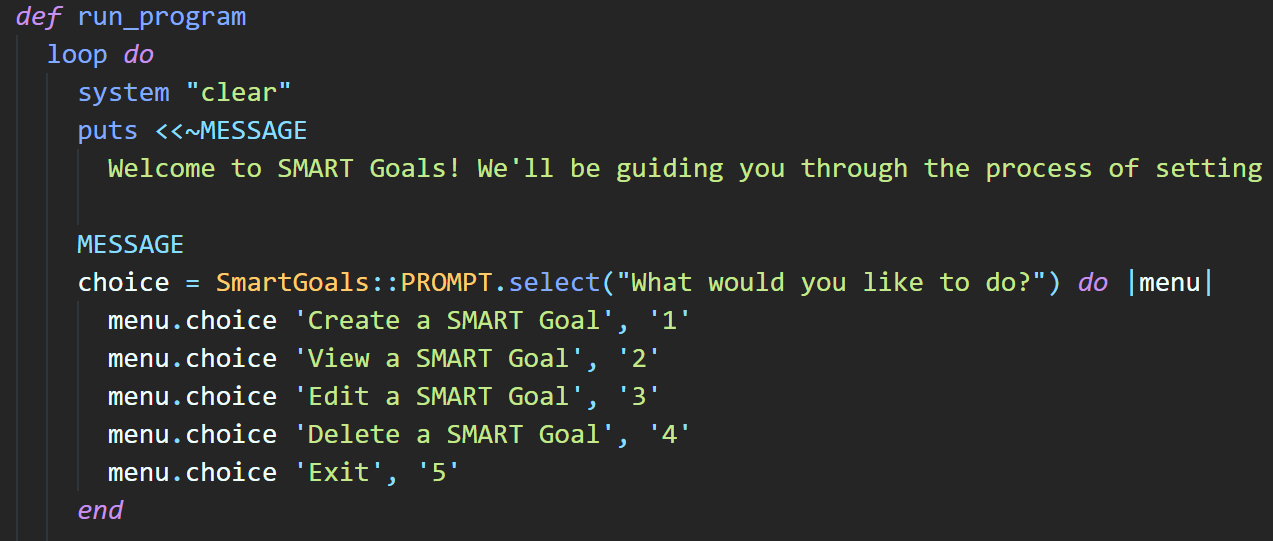 def run_program
  loop do
    system "clear"
    puts <<~MESSAGE
      Welcome to SMART Goals! We'll be guiding you through the process of setting

    MESSAGE
    choice = SmartGoals::PROMPT.select("What would you like to do?") do |menu|
      menu.choice 'Create a SMART Goal', '1'
      menu.choice 'View a SMART Goal', '2'
      menu.choice 'Edit a SMART Goal', '3'
      menu.choice 'Delete a SMART Goal', '4'
      menu.choice 'Exit', '5'
    end